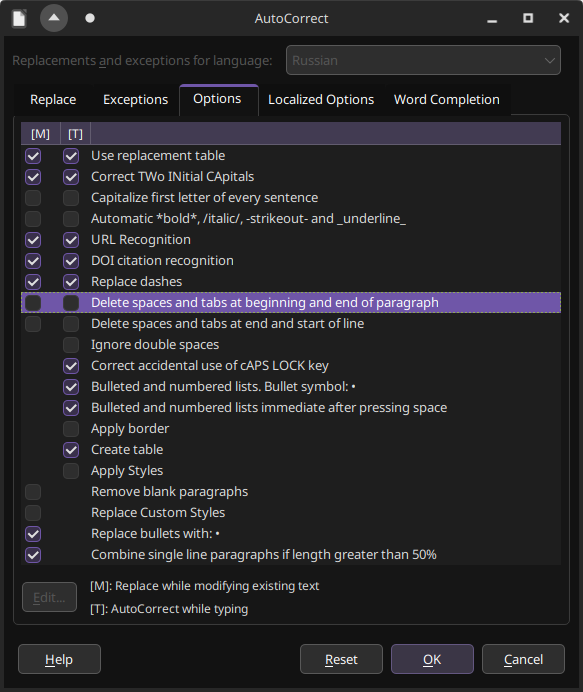 AutoCorrect
Replacements and exceptions for language: Russian
Replace Exceptions Options Localized Options Word Completion
[M] [T]
Use replacement table
Correct TWo INitial CApitals
Capitalize first letter of every sentence
Automatic *bold*, /italic/, -strikeout- and _underline_
URL Recognition
DOI citation recognition
Replace dashes
Delete spaces and tabs at beginning and end of paragraph
Delete spaces and tabs at end and start of line
Ignore double spaces
Correct accidental use of cAPS LOCK key
Bulleted and numbered lists. Bullet symbol: •
Bulleted and numbered lists immediate after pressing space
Apply border
Create table
Apply Styles
Remove blank paragraphs
Replace Custom Styles
Replace bullets with: •
Combine single line paragraphs if length greater than 50%
Edit...
[M]: Replace while modifying existing text
[T]: AutoCorrect while typing
Help Reset OK Cancel